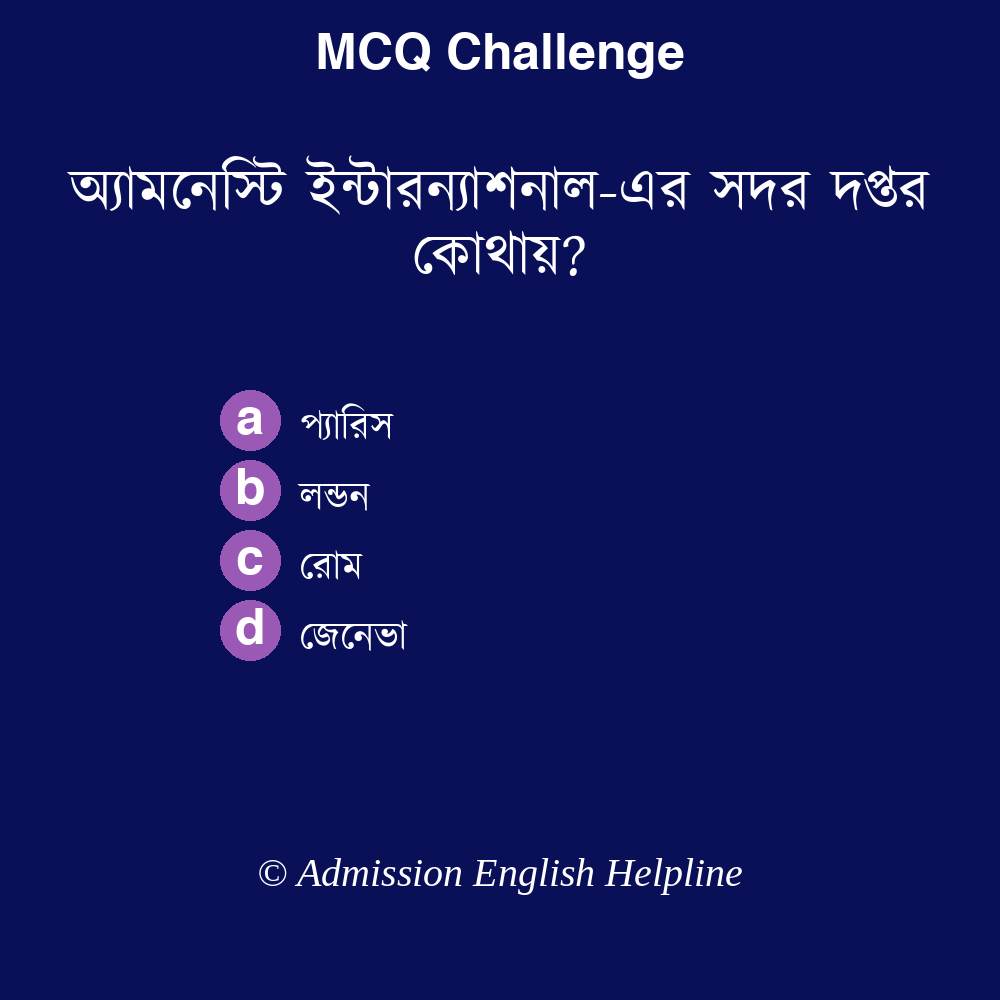 MCQ Challenge
অ্যামনেস্টি ইন্টারন্যাশনাল-এর সদর দপ্তর
কোথায়?
a প্যারিস
b লন্ডন
c রোম
d জেনেভা
© Admission English Helpline